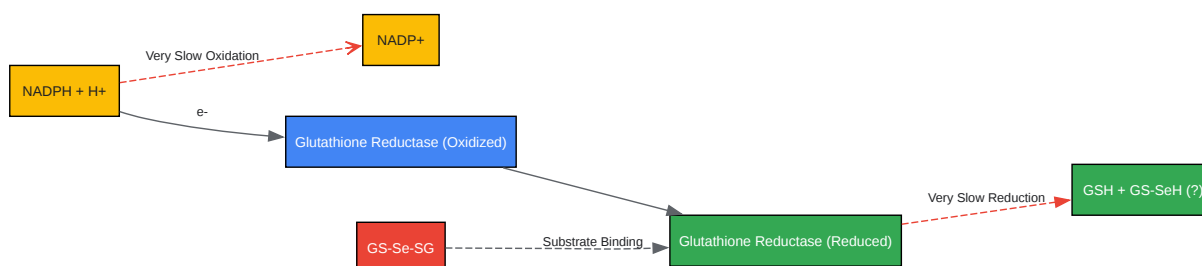 NADP+
Very Slow Oxidation
NADPH + H+
e-
Glutathione Reductase (Oxidized)
GSH + GS-SeH (?)
Very Slow Reduction
GS-Se-SG
Substrate Binding
Glutathione Reductase (Reduced)